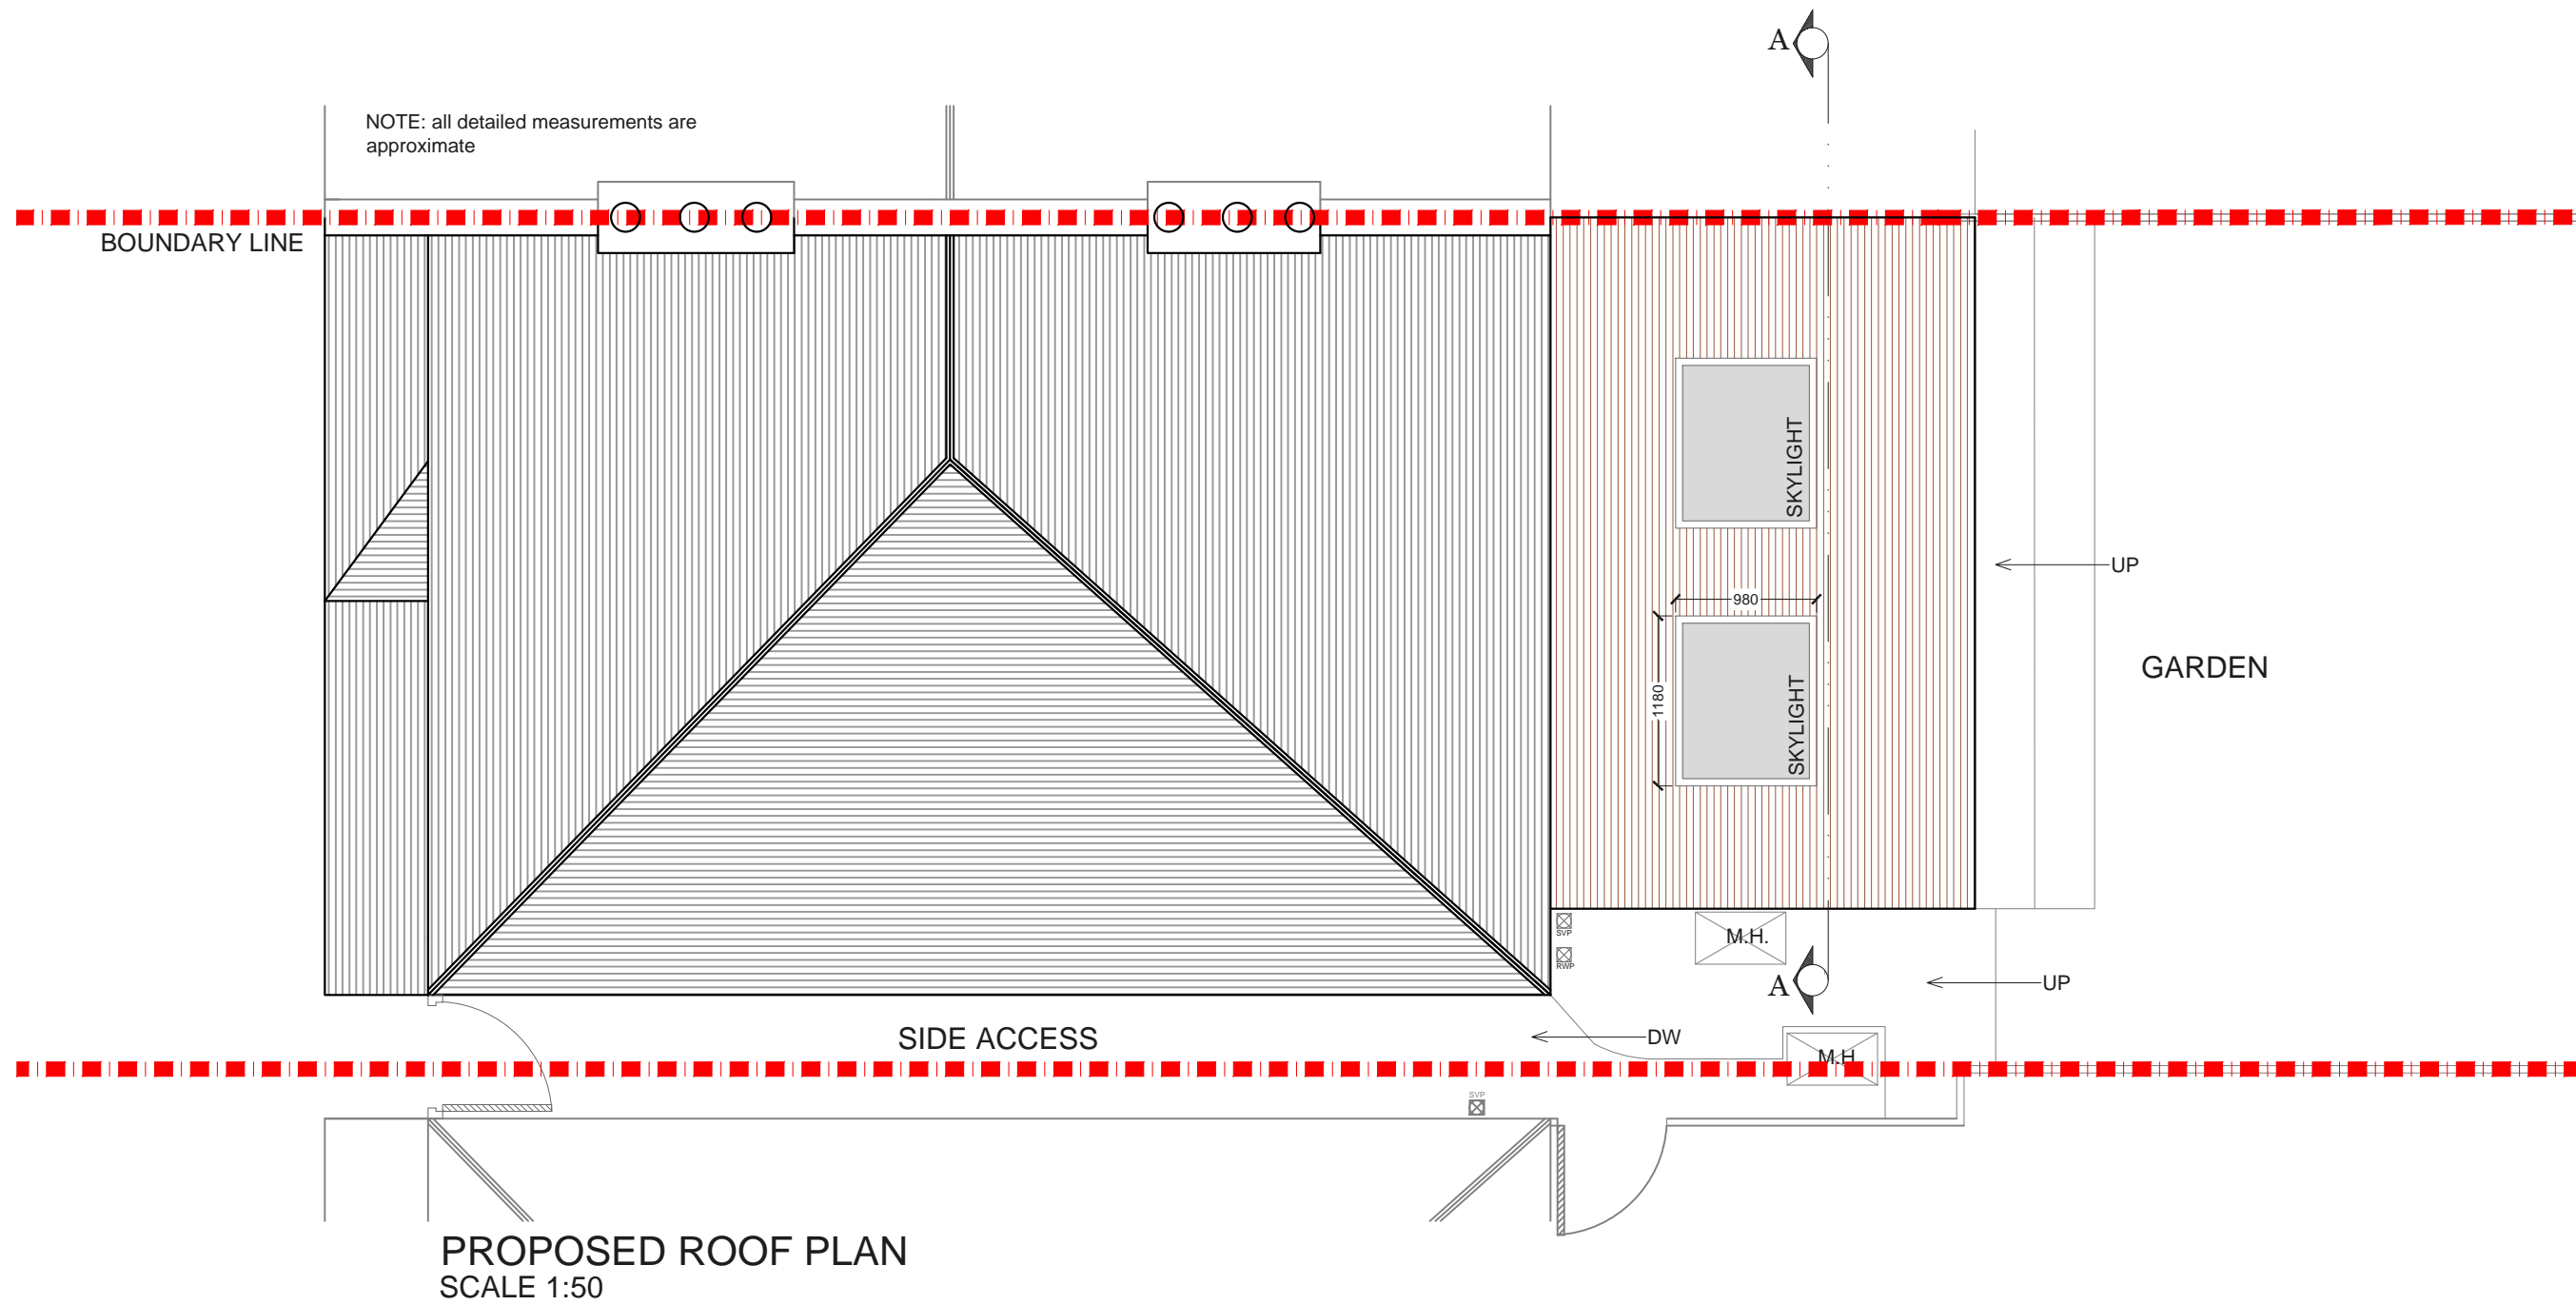 A
NOTE: all detailed measurements are
approximate
BOUNDARY LINE
SKYLIGHT
UP
980
1180
SKYLIGHT
GARDEN
SVP
M.H.
RWP
A
UP
SIDE ACCESS
DW
M.H
SVP
PROPOSED ROOF PLAN
SCALE 1:50